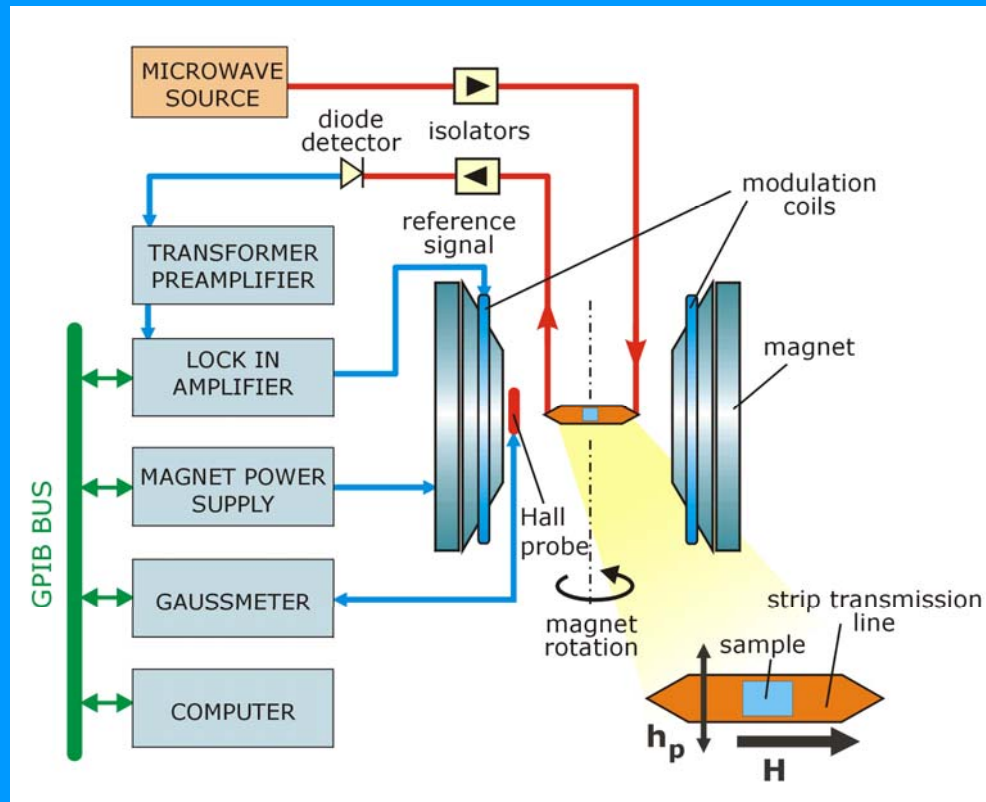 MICROWAVE
SOURCE
diode
detector
isolators
reference
signal
modulation
coils
TRANSFORMER
PREAMPLIFIER
LOCK IN
AMPLIFIER
magnet
MAGNET POWER
SUPPLY
Hall
probe
GPIB BUS
GAUSSMETER
magnet
rotation
strip transmission
line
sample
COMPUTER
hp
H